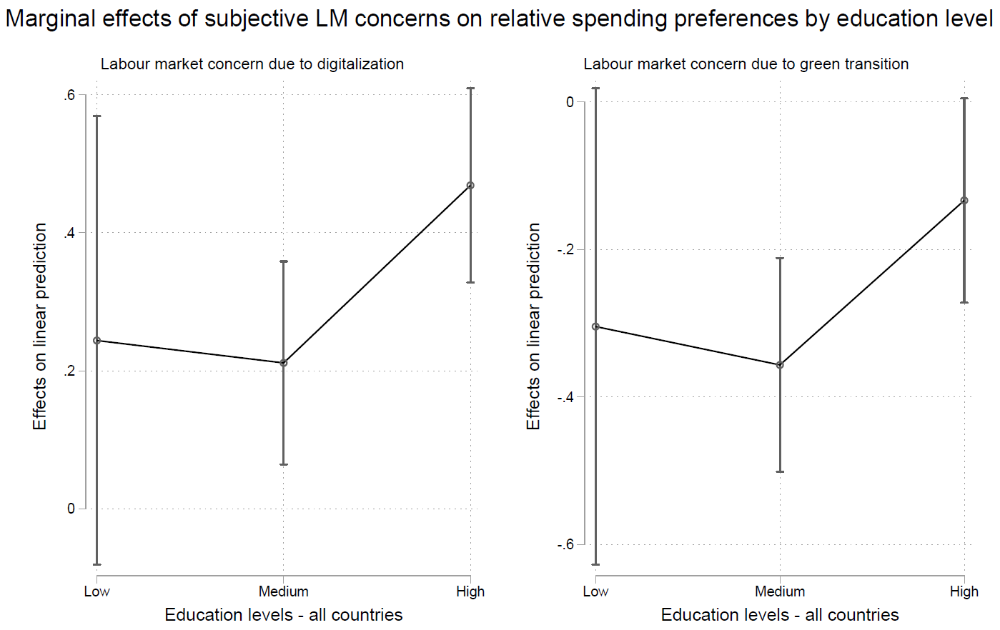 Marginal effects of subjective LM concerns on relative spending preferences by education level
Labour market concern due to digitalization
.6
.4
.2
0
Effects on linear prediction
Low
Medium
High
Education levels - all countries
Labour market concern due to green transition
0
-.2
-.4
-.6
Effects on linear prediction
Low
Medium
High
Education levels - all countries